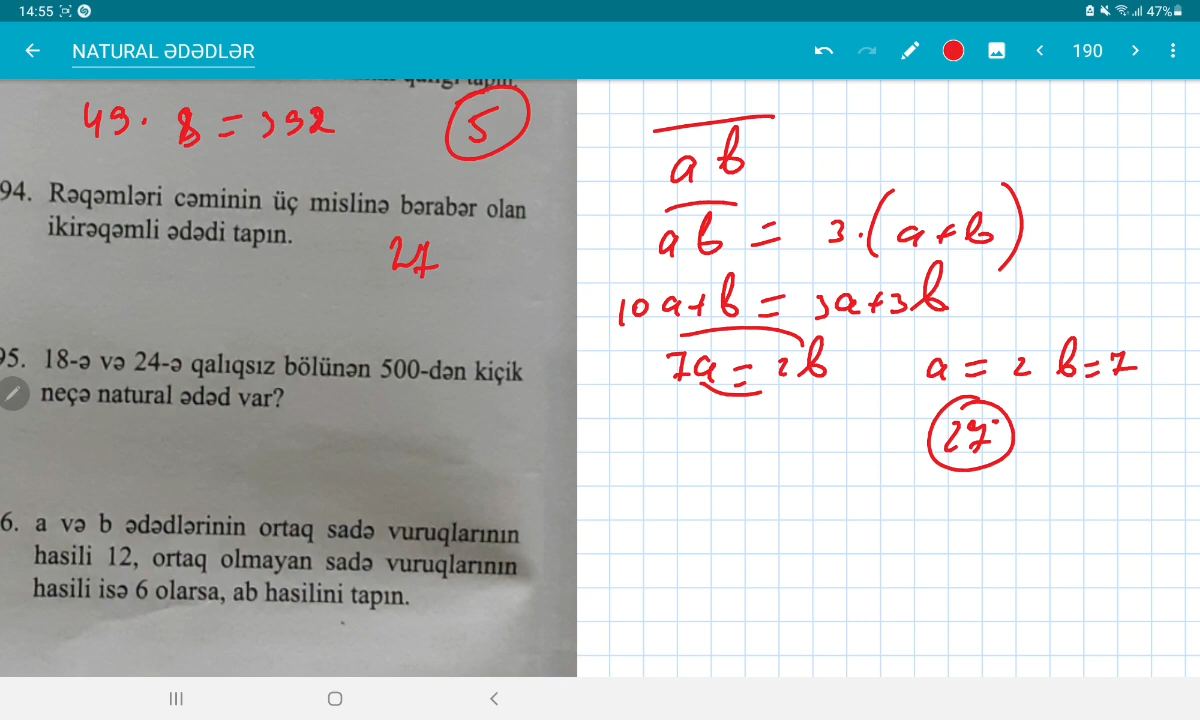 14:55
47%
NATURAL ƏDƏDLƏR
190
49 · 8 = 392
5
94. Rəqəmləri cəminin üç mislinə bərabər olan
ikirəqəmli ədədi tapın.
27
95. 18-ə və 24-ə qalıqsız bölünən 500-dən kiçik
neçə natural ədəd var?
6. a və b ədədlərinin ortaq sadə vuruqlarının
hasili 12, ortaq olmayan sadə vuruqlarının
hasili isə 6 olarsa, ab hasilini tapın.
ab
ab = 3·(a+b)
10a+b = 3a+3b
7a = 2b a = 2 b=7
27